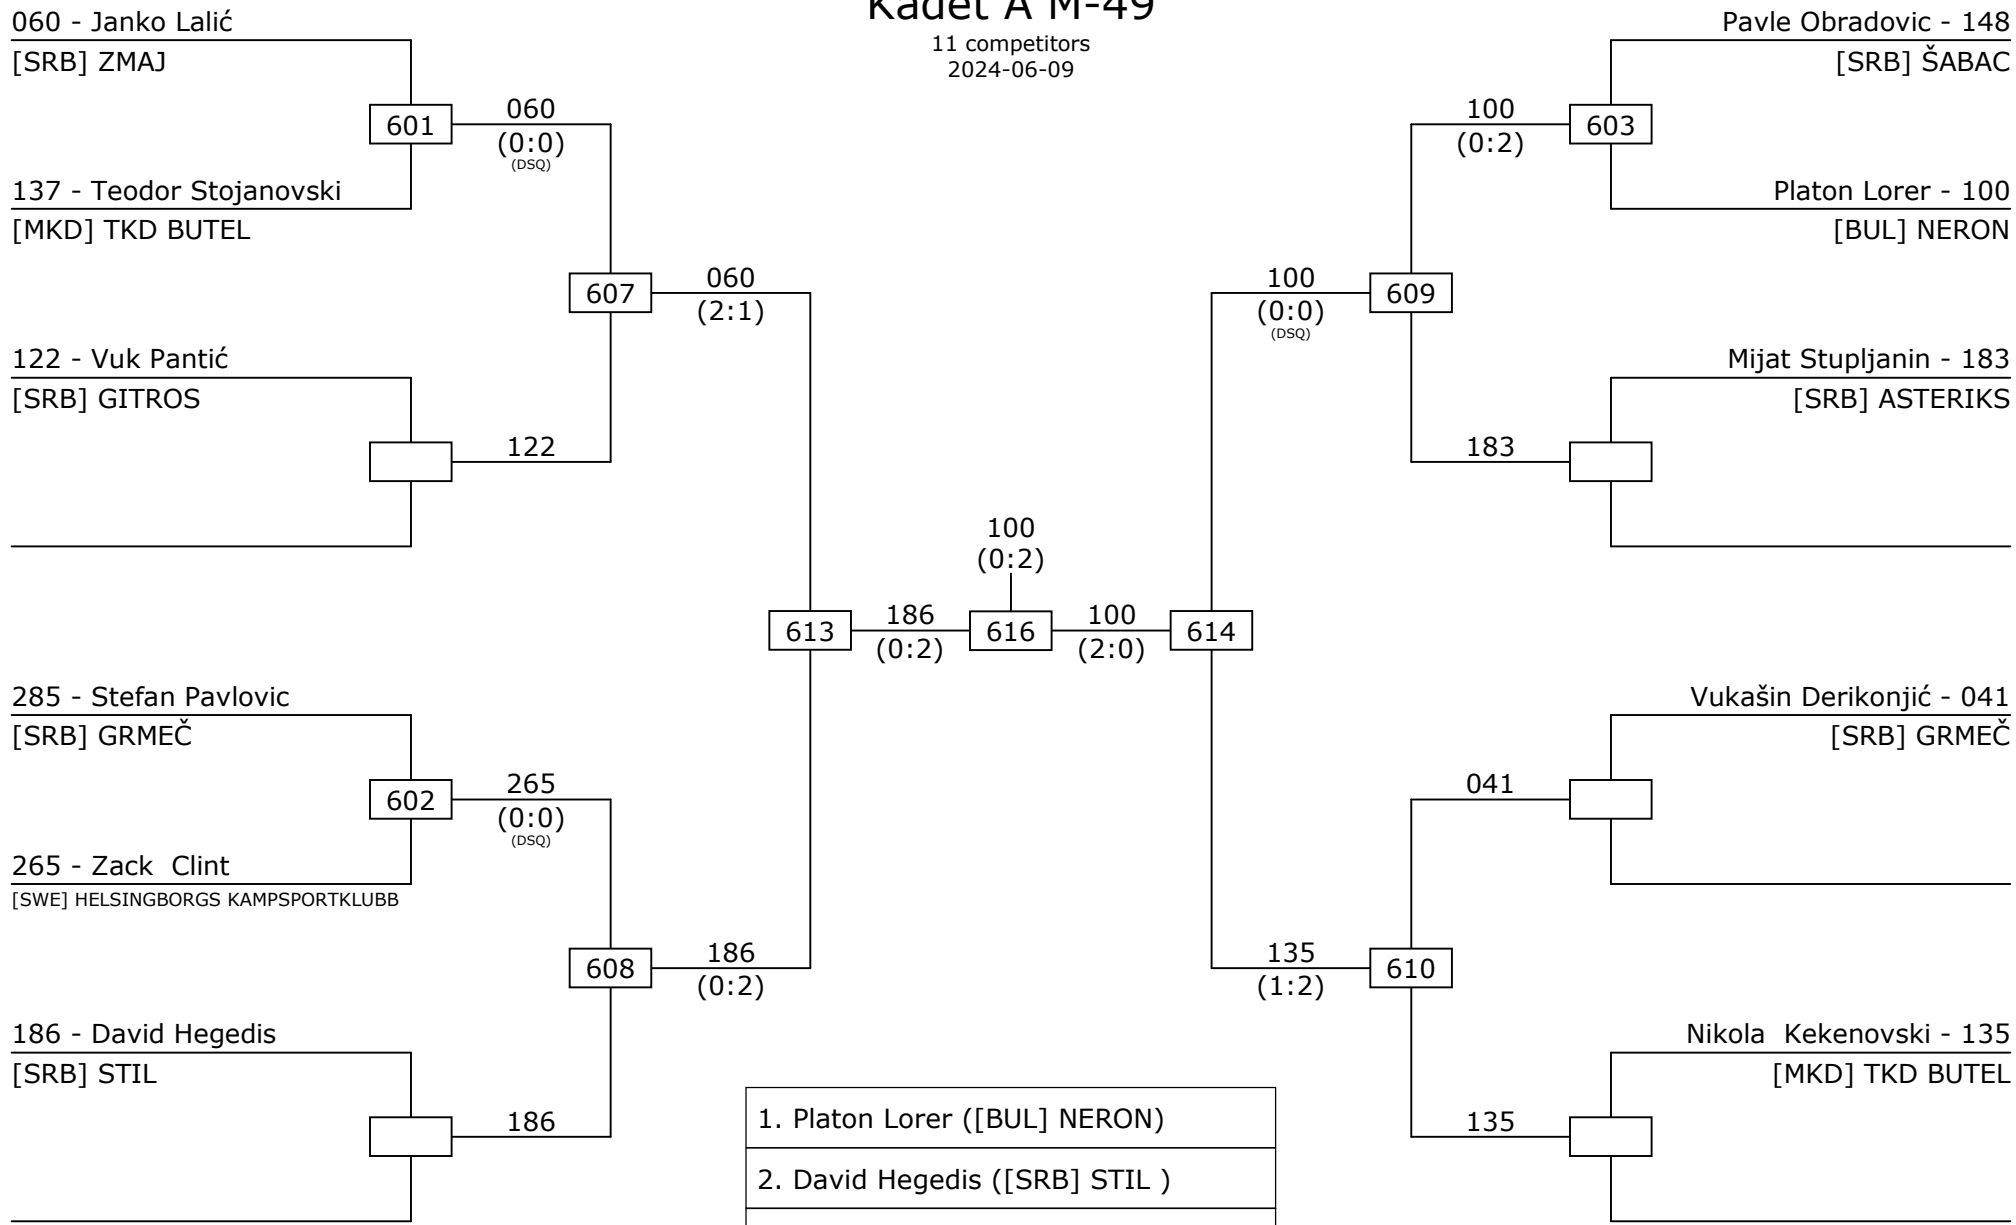 Kadet A M-49
11 competitors
2024-06-09
060 - Janko Lalić
[SRB] ZMAJ
601
060
(0:0)
(DSQ)
137 - Teodor Stojanovski
[MKD] TKD BUTEL
607
060
(2:1)
122 - Vuk Pantić
[SRB] GITROS
122
285 - Stefan Pavlovic
[SRB] GRMEČ
602
265
(0:0)
(DSQ)
265 - Zack  Clint
[SWE] HELSINGBORGS KAMPSPORTKLUBB
608
186
(0:2)
186 - David Hegedis
[SRB] STIL
186
613
186
(0:2)
100
(0:2)
616
100
(2:0)
614
Pavle Obradovic - 148
[SRB] ŠABAC
100
(0:2)
603
Platon Lorer - 100
[BUL] NERON
100
(0:0)
(DSQ)
609
Mijat Stupljanin - 183
[SRB] ASTERIKS
183
Vukašin Derikonjić - 041
[SRB] GRMEČ
041
135
(1:2)
610
Nikola  Kekenovski - 135
[MKD] TKD BUTEL
135
1. Platon Lorer ([BUL] NERON)
2. David Hegedis ([SRB] STIL )